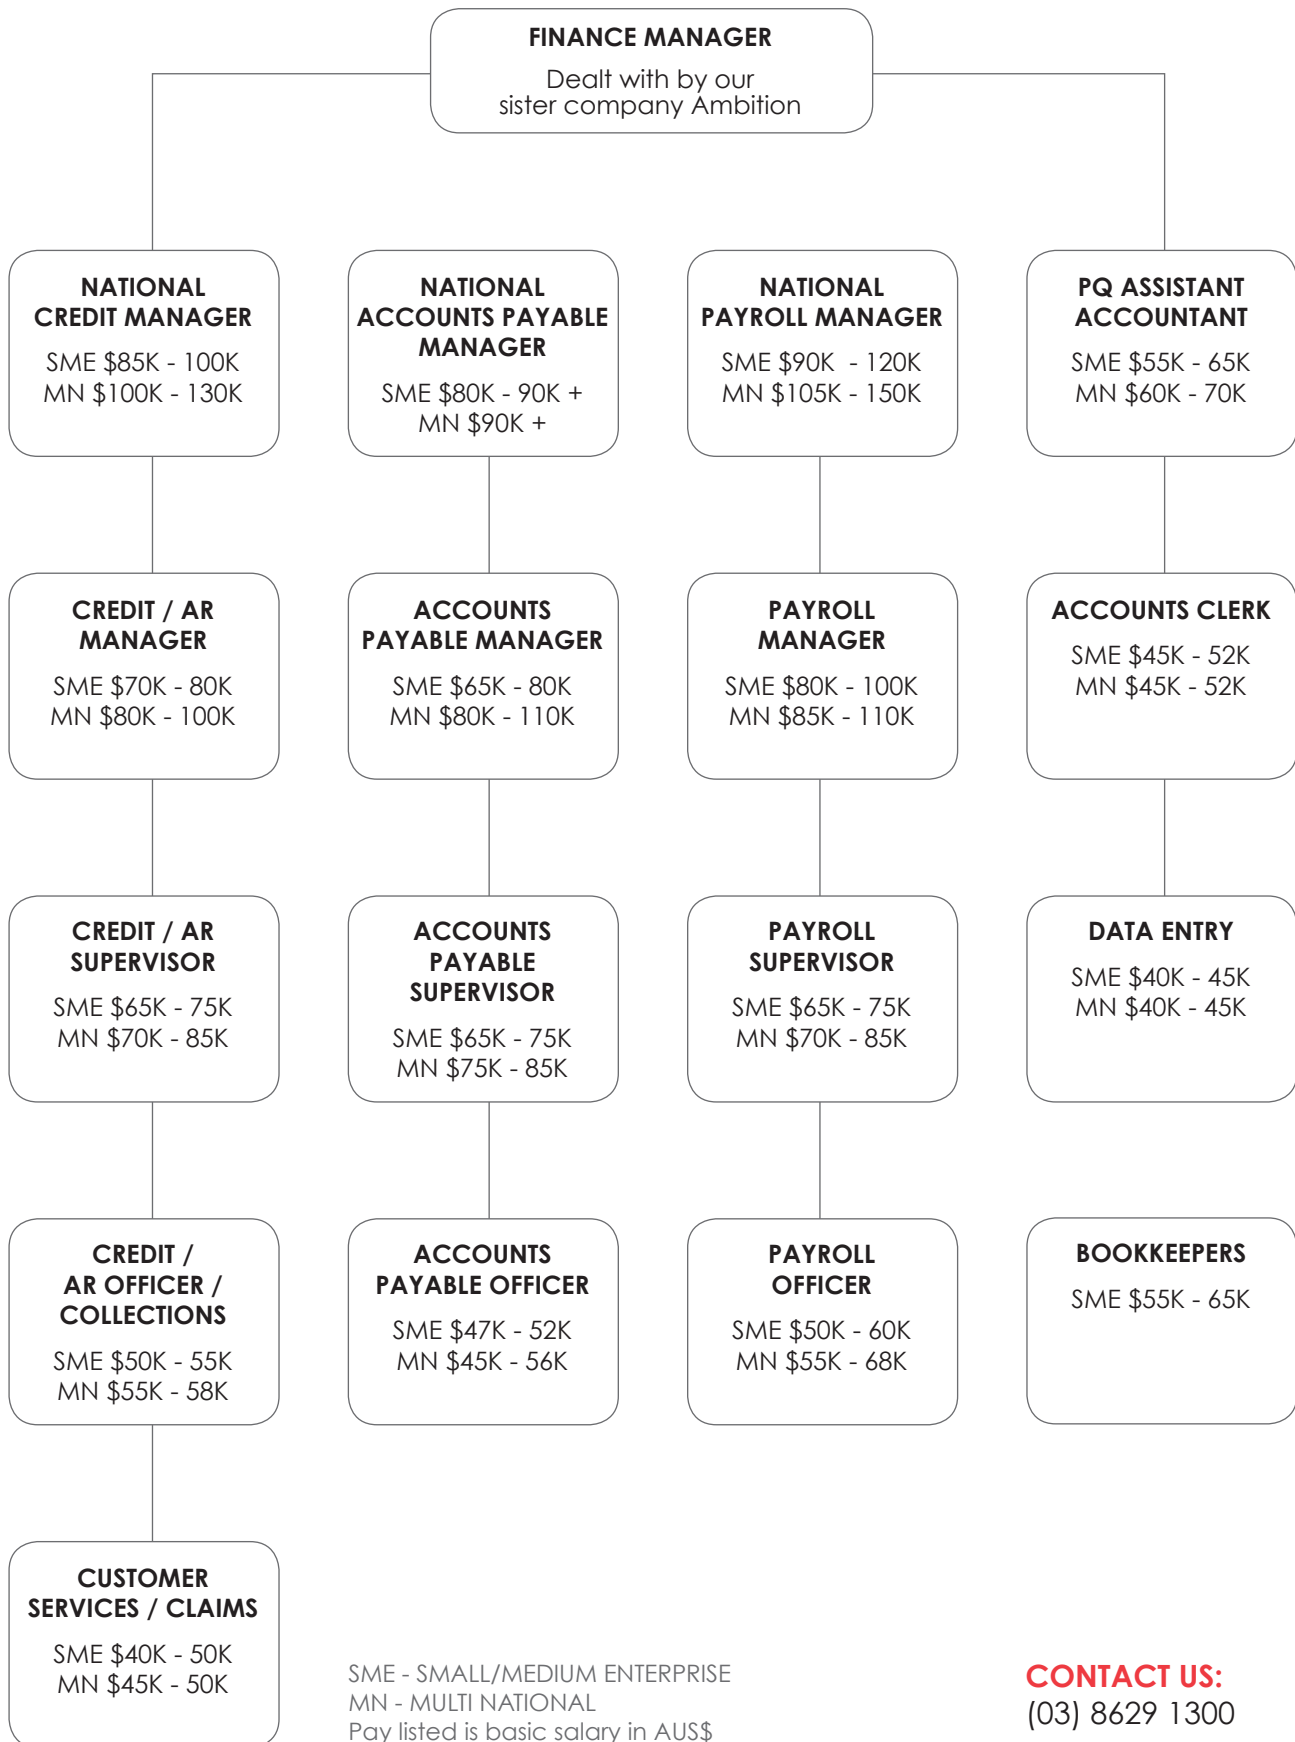 FINANCE MANAGER
Dealt with by our
sister company Ambition
NATIONAL
CREDIT MANAGER
SME $85K - 100K
MN $100K - 130K
NATIONAL
ACCOUNTS PAYABLE
MANAGER
SME $80K - 90K +
MN $90K +
NATIONAL
PAYROLL MANAGER
SME $90K - 120K
MN $105K - 150K
PQ ASSISTANT
ACCOUNTANT
SME $55K - 65K
MN $60K - 70K
CREDIT / AR
MANAGER
SME $70K - 80K
MN $80K - 100K
ACCOUNTS
PAYABLE MANAGER
SME $65K - 80K
MN $80K - 110K
PAYROLL
MANAGER
SME $80K - 100K
MN $85K - 110K
ACCOUNTS CLERK
SME $45K - 52K
MN $45K - 52K
CREDIT / AR
SUPERVISOR
SME $65K - 75K
MN $70K - 85K
ACCOUNTS
PAYABLE
SUPERVISOR
SME $65K - 75K
MN $75K - 85K
PAYROLL
SUPERVISOR
SME $65K - 75K
MN $70K - 85K
DATA ENTRY
SME $40K - 45K
MN $40K - 45K
CREDIT /
AR OFFICER /
COLLECTIONS
SME $50K - 55K
MN $55K - 58K
ACCOUNTS
PAYABLE OFFICER
SME $47K - 52K
MN $45K - 56K
PAYROLL
OFFICER
SME $50K - 60K
MN $55K - 68K
BOOKKEEPERS
SME $55K - 65K
CUSTOMER
SERVICES / CLAIMS
SME $40K - 50K
MN $45K - 50K
SME - SMALL/MEDIUM ENTERPRISE
MN - MULTI NATIONAL
Pay listed is basic salary in AUS$
CONTACT US:
(03) 8629 1300